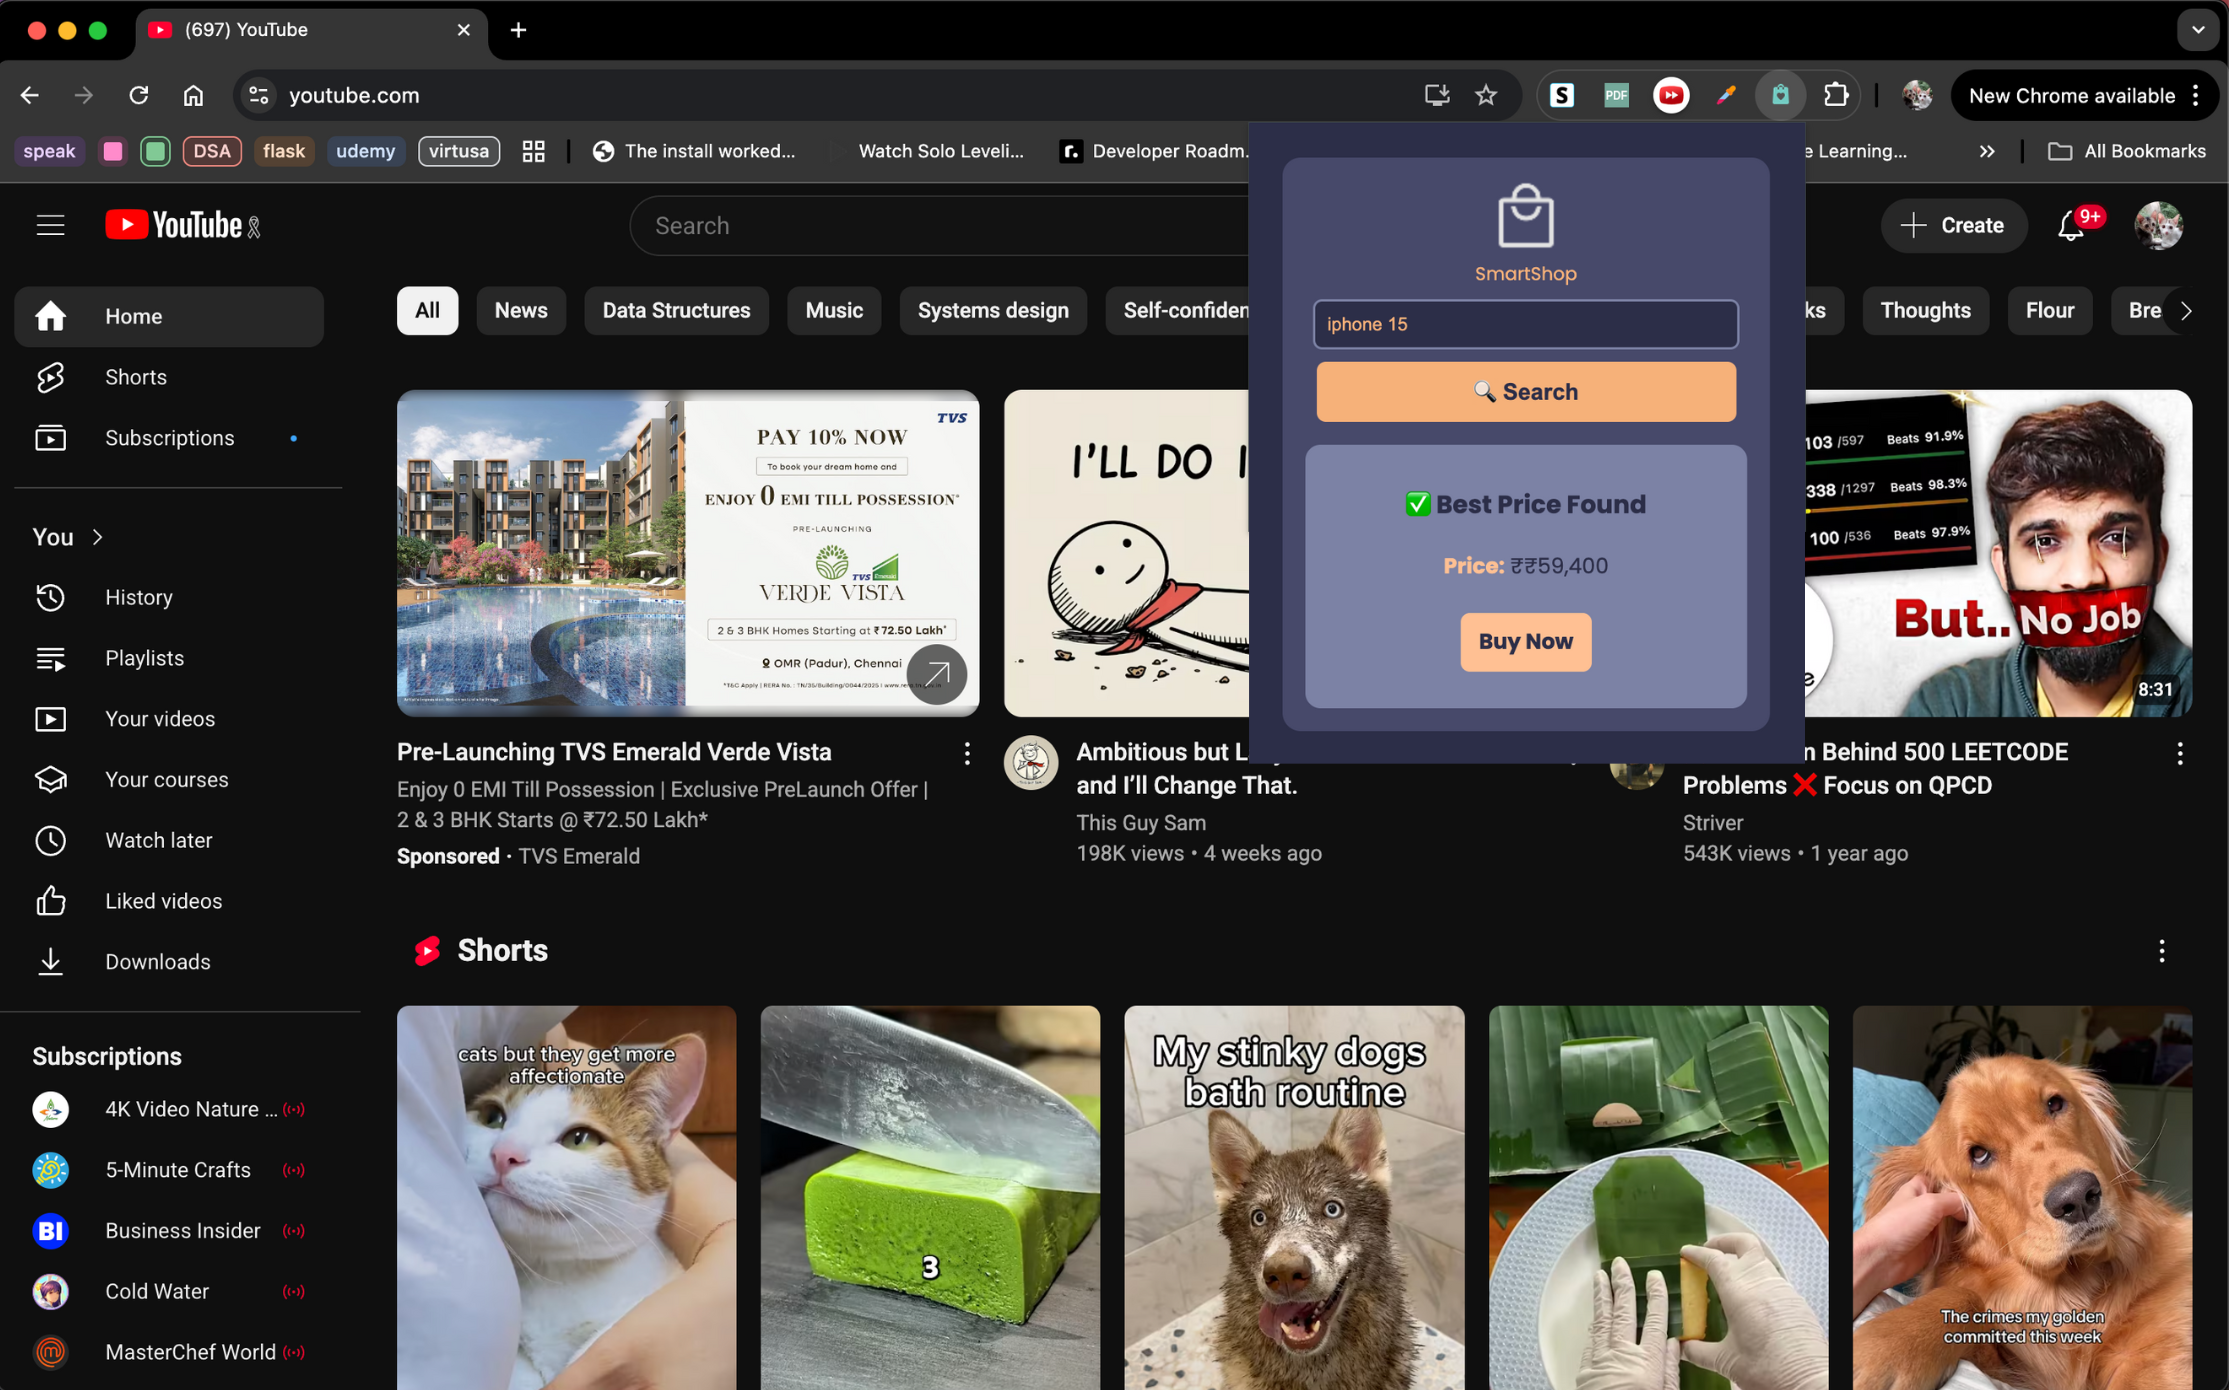 (697) YouTube
youtube.com
S
PDF
New Chrome available
speak
DSA
flask
udemy
virtusa
The install worked...
Watch Solo Leveli...
r.
Developer Roadm.
e Learning...
All Bookmarks
YouTube
Search
Create
9+
SmartShop
iphone 15
🔍 Search
✅ Best Price Found
Price: ₹₹59,400
Buy Now
Home
Shorts
Subscriptions
You
History
Playlists
Your videos
Your courses
Watch later
Liked videos
Downloads
Subscriptions
4K Video Nature ...
5-Minute Crafts
BI
Business Insider
Cold Water
MasterChef World
All
News
Data Structures
Music
Systems design
Self-confiden
ks
Thoughts
Flour
Bre
TVS
PAY 10% NOW
To book your dream home and
ENJOY 0 EMI TILL POSSESSION*
PRE-LAUNCHING
TVS Emerald
VERDE VISTA
2 & 3 BHK Homes Starting at ₹72.50 Lakh*
OMR (Padur), Chennai
Pre-Launching TVS Emerald Verde Vista
Enjoy 0 EMI Till Possession | Exclusive PreLaunch Offer |
2 & 3 BHK Starts @ ₹72.50 Lakh*
Sponsored · TVS Emerald
I'LL DO I
Ambitious but L
and I'll Change That.
This Guy Sam
198K views • 4 weeks ago
103 /597 Beats 91.9%
338 /1297 Beats 98.3%
100 /536 Beats 97.9%
But.. No Job
e
8:31
n Behind 500 LEETCODE
Problems ❌ Focus on QPCD
Striver
543K views • 1 year ago
Shorts
cats but they get more
affectionate
3
My stinky dogs
bath routine
The crimes my golden
committed this week